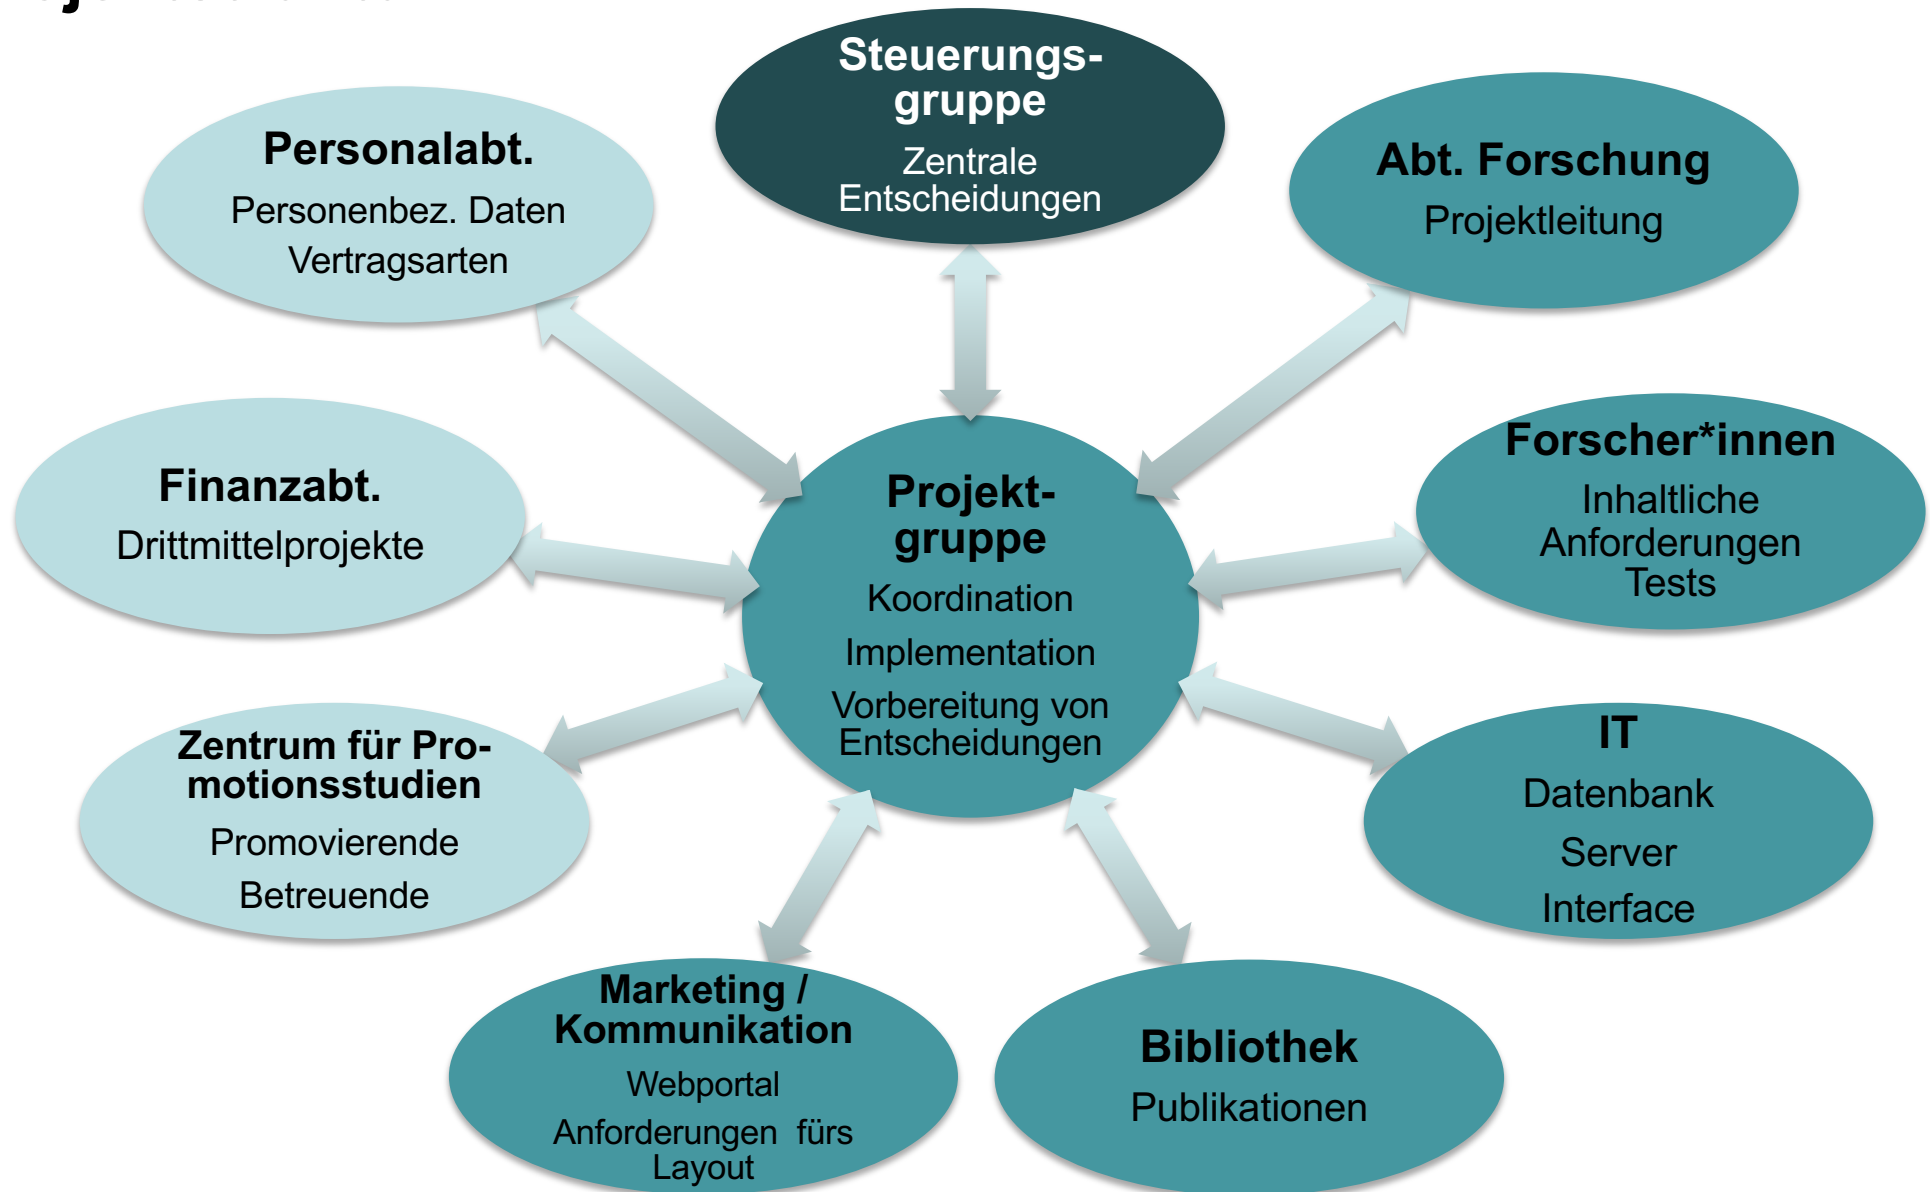 Steuerungs-
gruppe
Zentrale
Entscheidungen
Personalabt.
Personenbez. Daten
Vertragsarten
Abt. Forschung
Projektleitung
Finanzabt.
Drittmittelprojekte
Forscher*innen
Inhaltliche
Anforderungen
Tests
Projekt-
gruppe
Koordination
Implementation
Vorbereitung von
Entscheidungen
Zentrum für Pro-
motionsstudien
Promovierende
Betreuende
IT
Datenbank
Server
Interface
Marketing /
Kommunikation
Webportal
Anforderungen fürs
Layout
Bibliothek
Publikationen